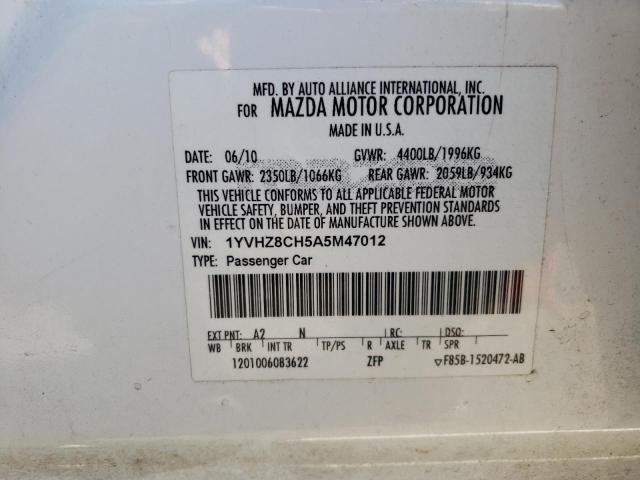 MFD. BY AUTO ALLIANCE INTERNATIONAL, INC.
FOR MAZDA MOTOR CORPORATION
MADE IN U.S.A.
DATE: 06/10 GVWR: 4400LB/1996KG
FRONT GAWR: 2350LB/1066KG REAR GAWR: 2059LB/934KG
THIS VEHICLE CONFORMS TO ALL APPLICABLE FEDERAL MOTOR
VEHICLE SAFETY, BUMPER, AND THEFT PREVENTION STANDARDS
IN EFFECT ON THE DATE OF MANUFACTURE SHOWN ABOVE.
VIN: 1YVHZ8CH5A5M47012
TYPE: Passenger Car
EXT PNT: A2 N RC: DSO:
WB BRK INT TR TP/PS R AXLE TR SPR
1201006083622 ZFP ▽F85B-1520472-AB